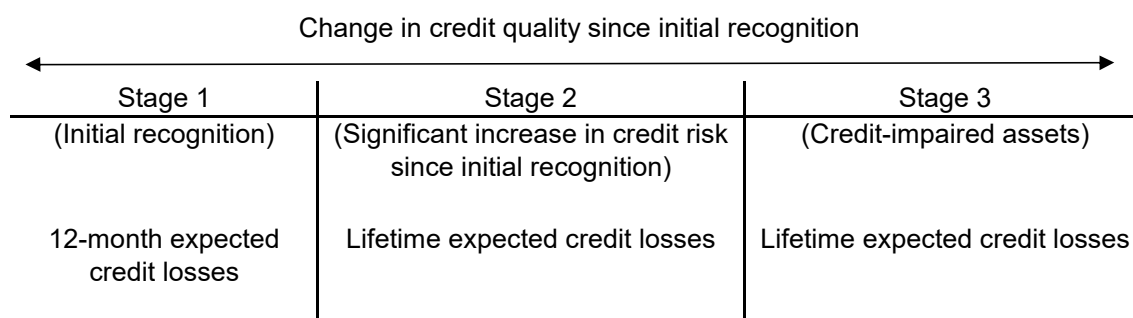 Change in credit quality since initial recognition
Stage 1
Stage 2
Stage 3
(Initial recognition)
(Significant increase in credit risk
since initial recognition)
(Credit-impaired assets)
12-month expected
credit losses
Lifetime expected credit losses
Lifetime expected credit losses